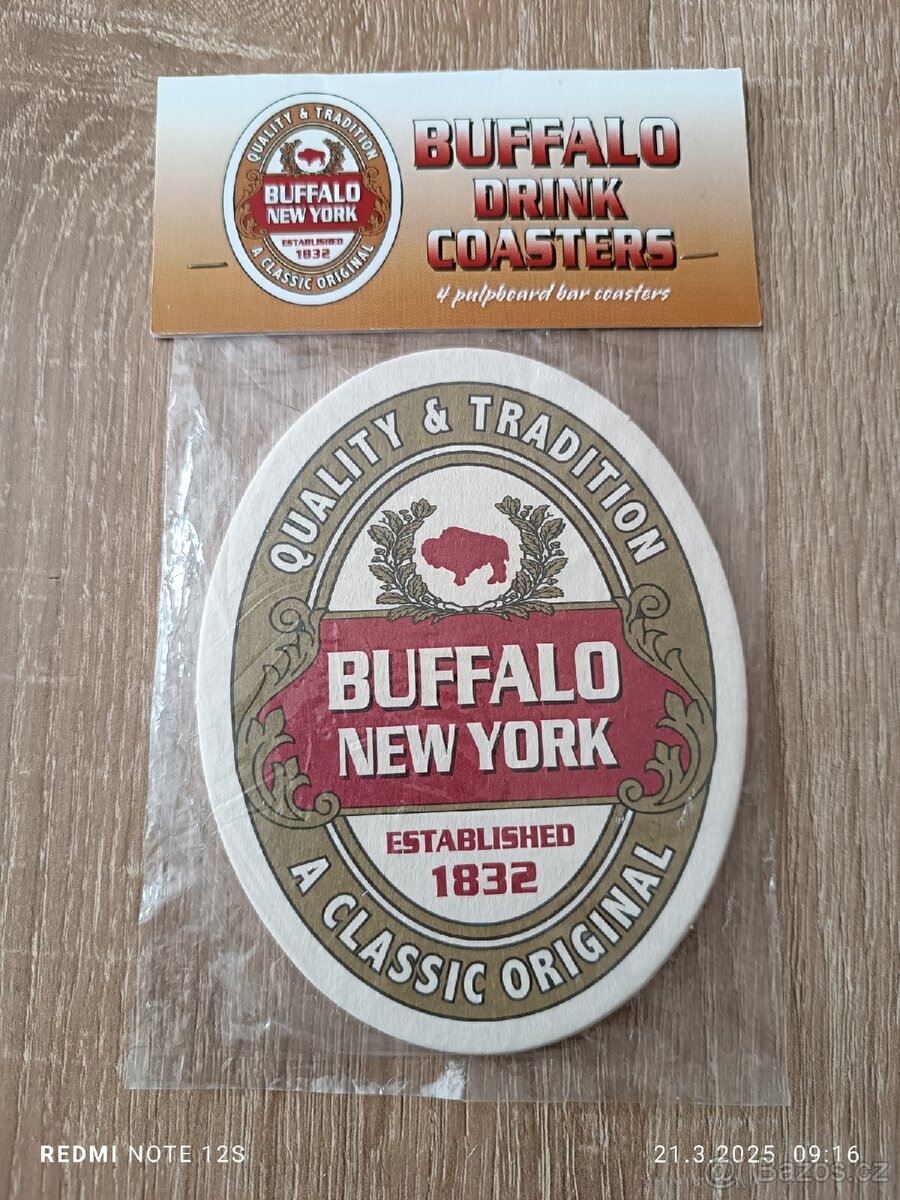 QUALITY & TRADITION
BUFFALO
NEW YORK
ESTABLISHED
1832
A CLASSIC ORIGINAL
BUFFALO
DRINK
COASTERS
4 pulpboard bar coasters
QUALITY & TRADITION
BUFFALO
NEW YORK
ESTABLISHED
1832
A CLASSIC ORIGINAL
REDMI NOTE 12S
21.3.2025 09:16
© Bazos.cz